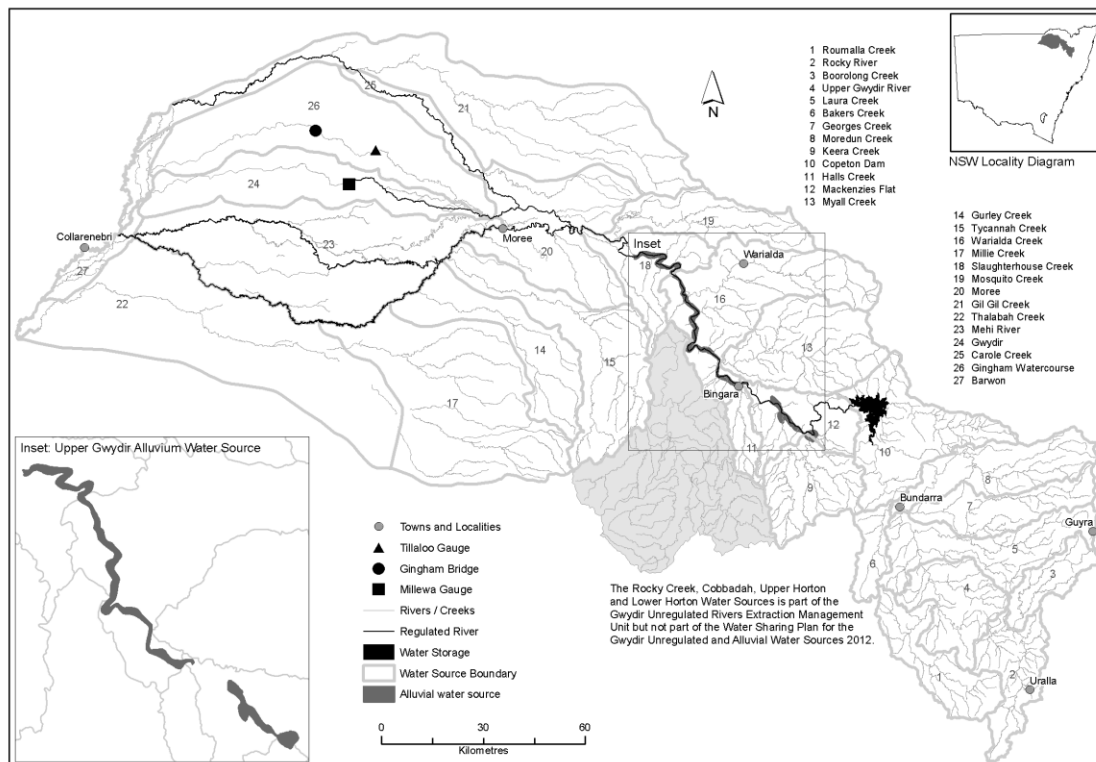 1 Roumalla Creek
2 Rocky River
3 Boorolong Creek
4 Upper Gwydir River
5 Laura Creek
6 Bakers Creek
7 Georges Creek
8 Moredun Creek
9 Keera Creek
10 Copeton Dam
11 Halls Creek
12 Mackenzies Flat
13 Myall Creek
NSW Locality Diagram
14 Gurley Creek
15 Tycannah Creek
16 Warialda Creek
17 Millie Creek
18 Slaughterhouse Creek
19 Mosquito Creek
20 Moree
21 Gil Gil Creek
22 Thalabah Creek
23 Mehi River
24 Gwydir
25 Carole Creek
26 Gingham Watercourse
27 Barwon
N
25
21
26
24
19
Collarenebri
Moree
Inset
23
20
18
Warialda
27
22
16
14
15
13
17
Bingara
12
11
10
9
8
Bundarra
7
Guyra
5
6
4
3
1
2
Uralla
Inset: Upper Gwydir Alluvium Water Source
Towns and Localities
Tillaloo Gauge
Gingham Bridge
Millewa Gauge
Rivers / Creeks
Regulated River
Water Storage
Water Source Boundary
Alluvial water source
0 30 60
Kilometres
The Rocky Creek, Cobbadah, Upper Horton
and Lower Horton Water Sources is part of the
Gwydir Unregulated Rivers Extraction Management
Unit but not part of the Water Sharing Plan for the
Gwydir Unregulated and Alluvial Water Sources 2012.